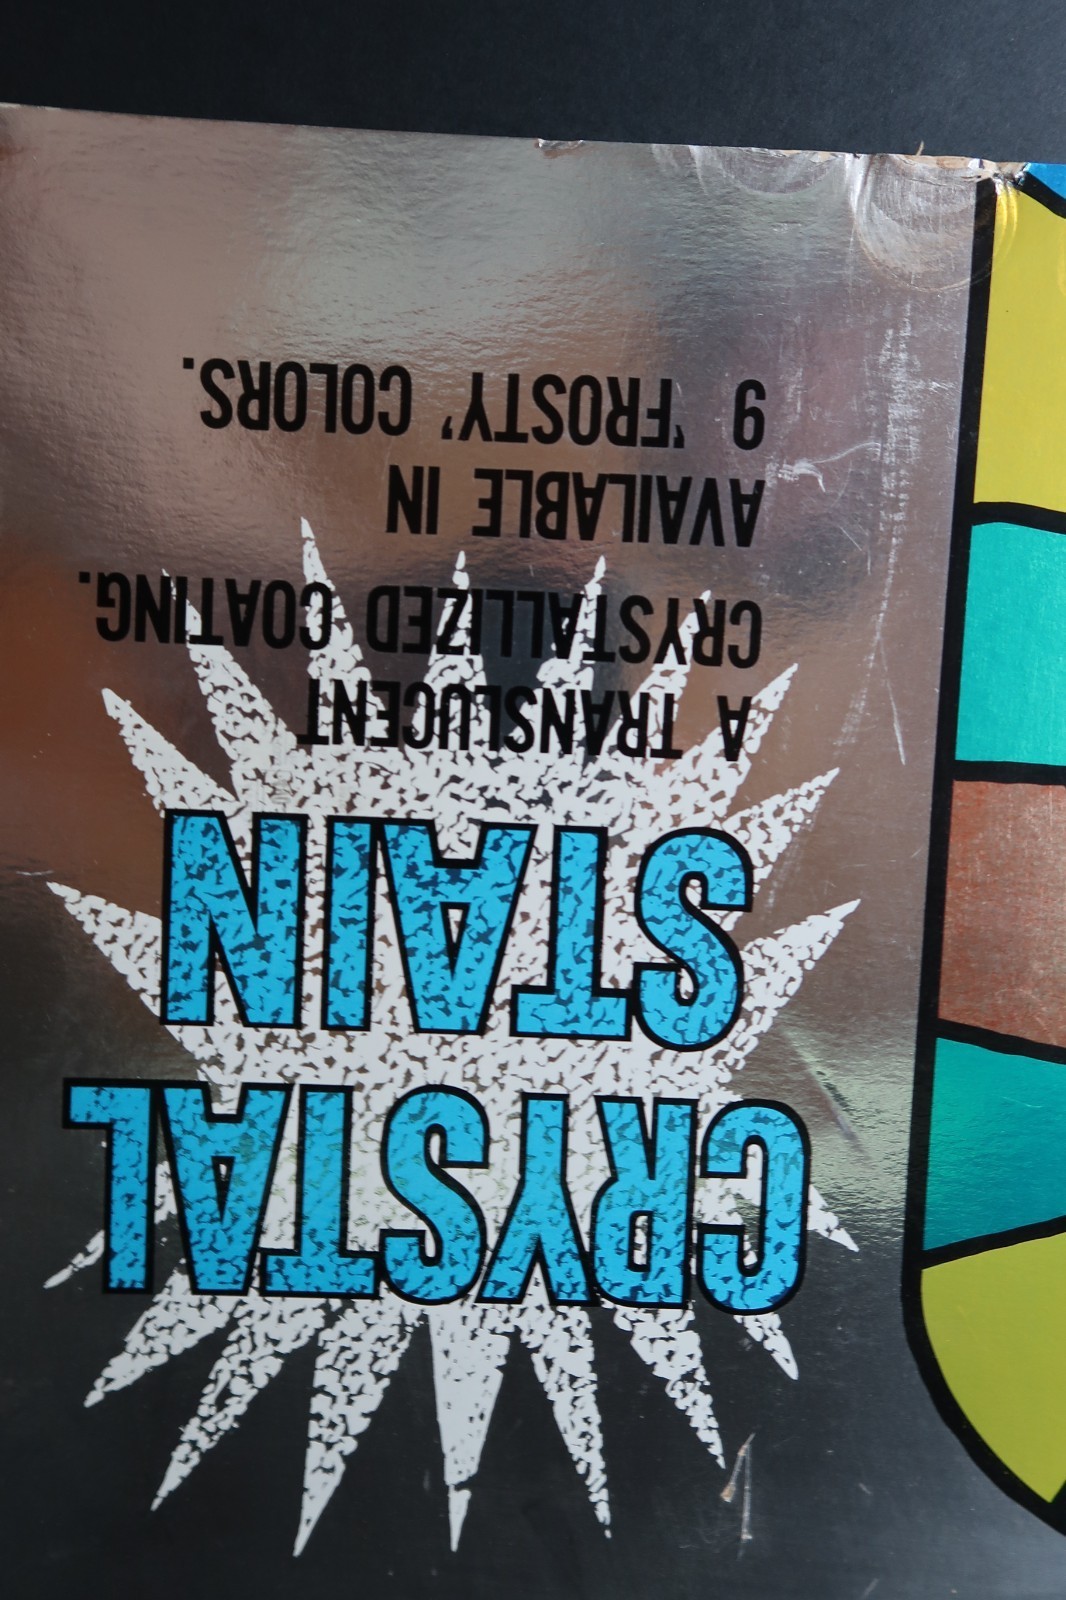 CRYSTAL
STAIN
A TRANSLUCENT
CRYSTALLIZED COATING.
AVAILABLE IN
9 'FROSTY' COLORS.